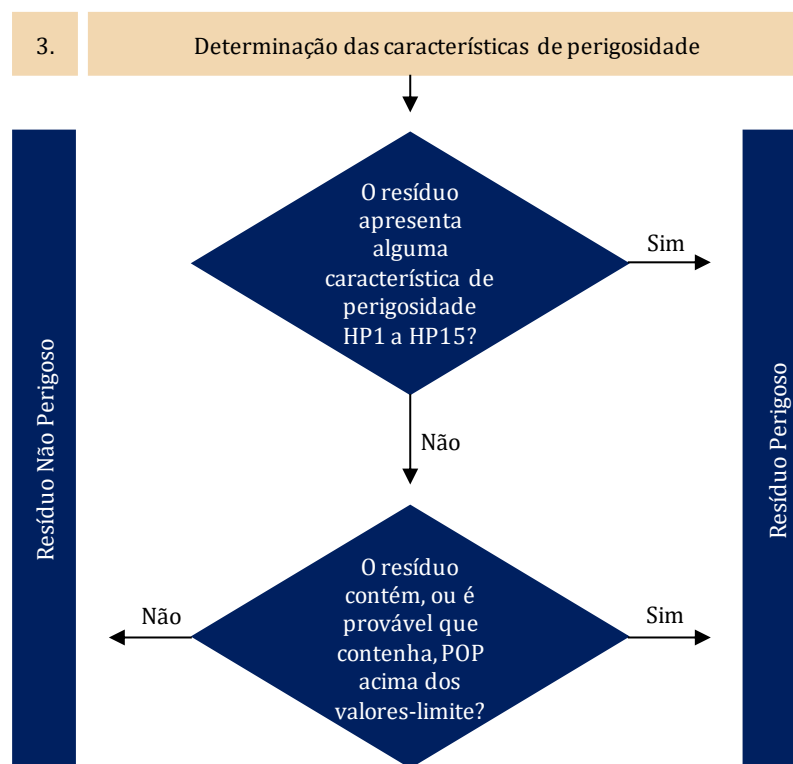 3.
Determinação das características de perigosidade
O resíduo
apresenta
alguma
característica de
perigosidade
HP1 a HP15?
Sim
Não
Resíduo Não Perigoso
Resíduo Perigoso
O resíduo
contém, ou é
provável que
contenha, POP
acima dos
valores-limite?
Não
Sim